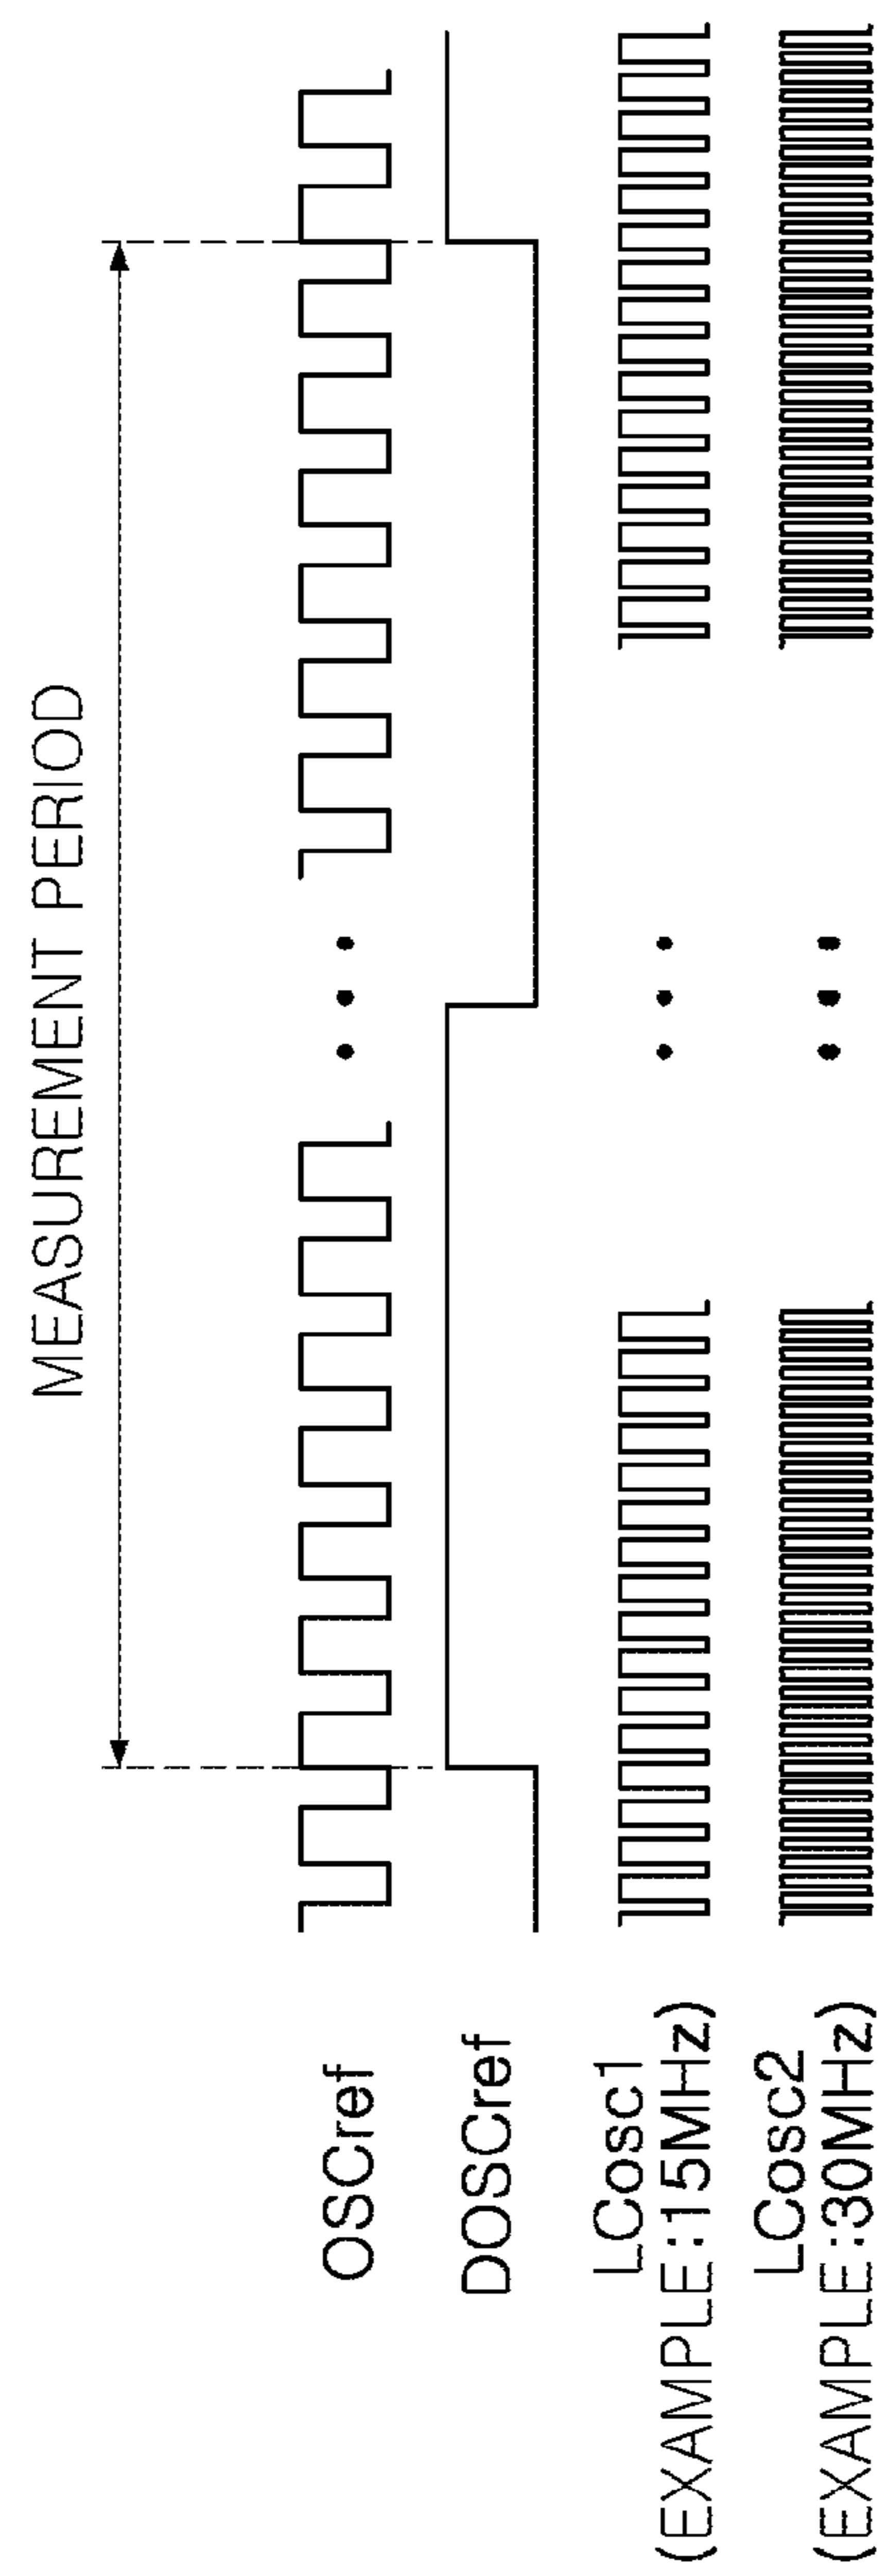 MEASUREMENT PERIOD
OSCref
DOSCref
LCosc1
(EXAMPLE:15MHz)
LCosc2
(EXAMPLE:30MHz)